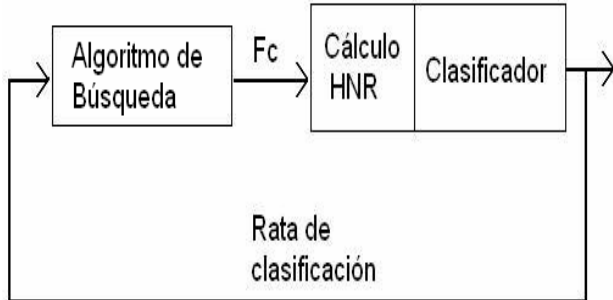 Algoritmo de
Búsqueda
Fc
Cálculo
HNR
Clasificador
Rata de
clasificación